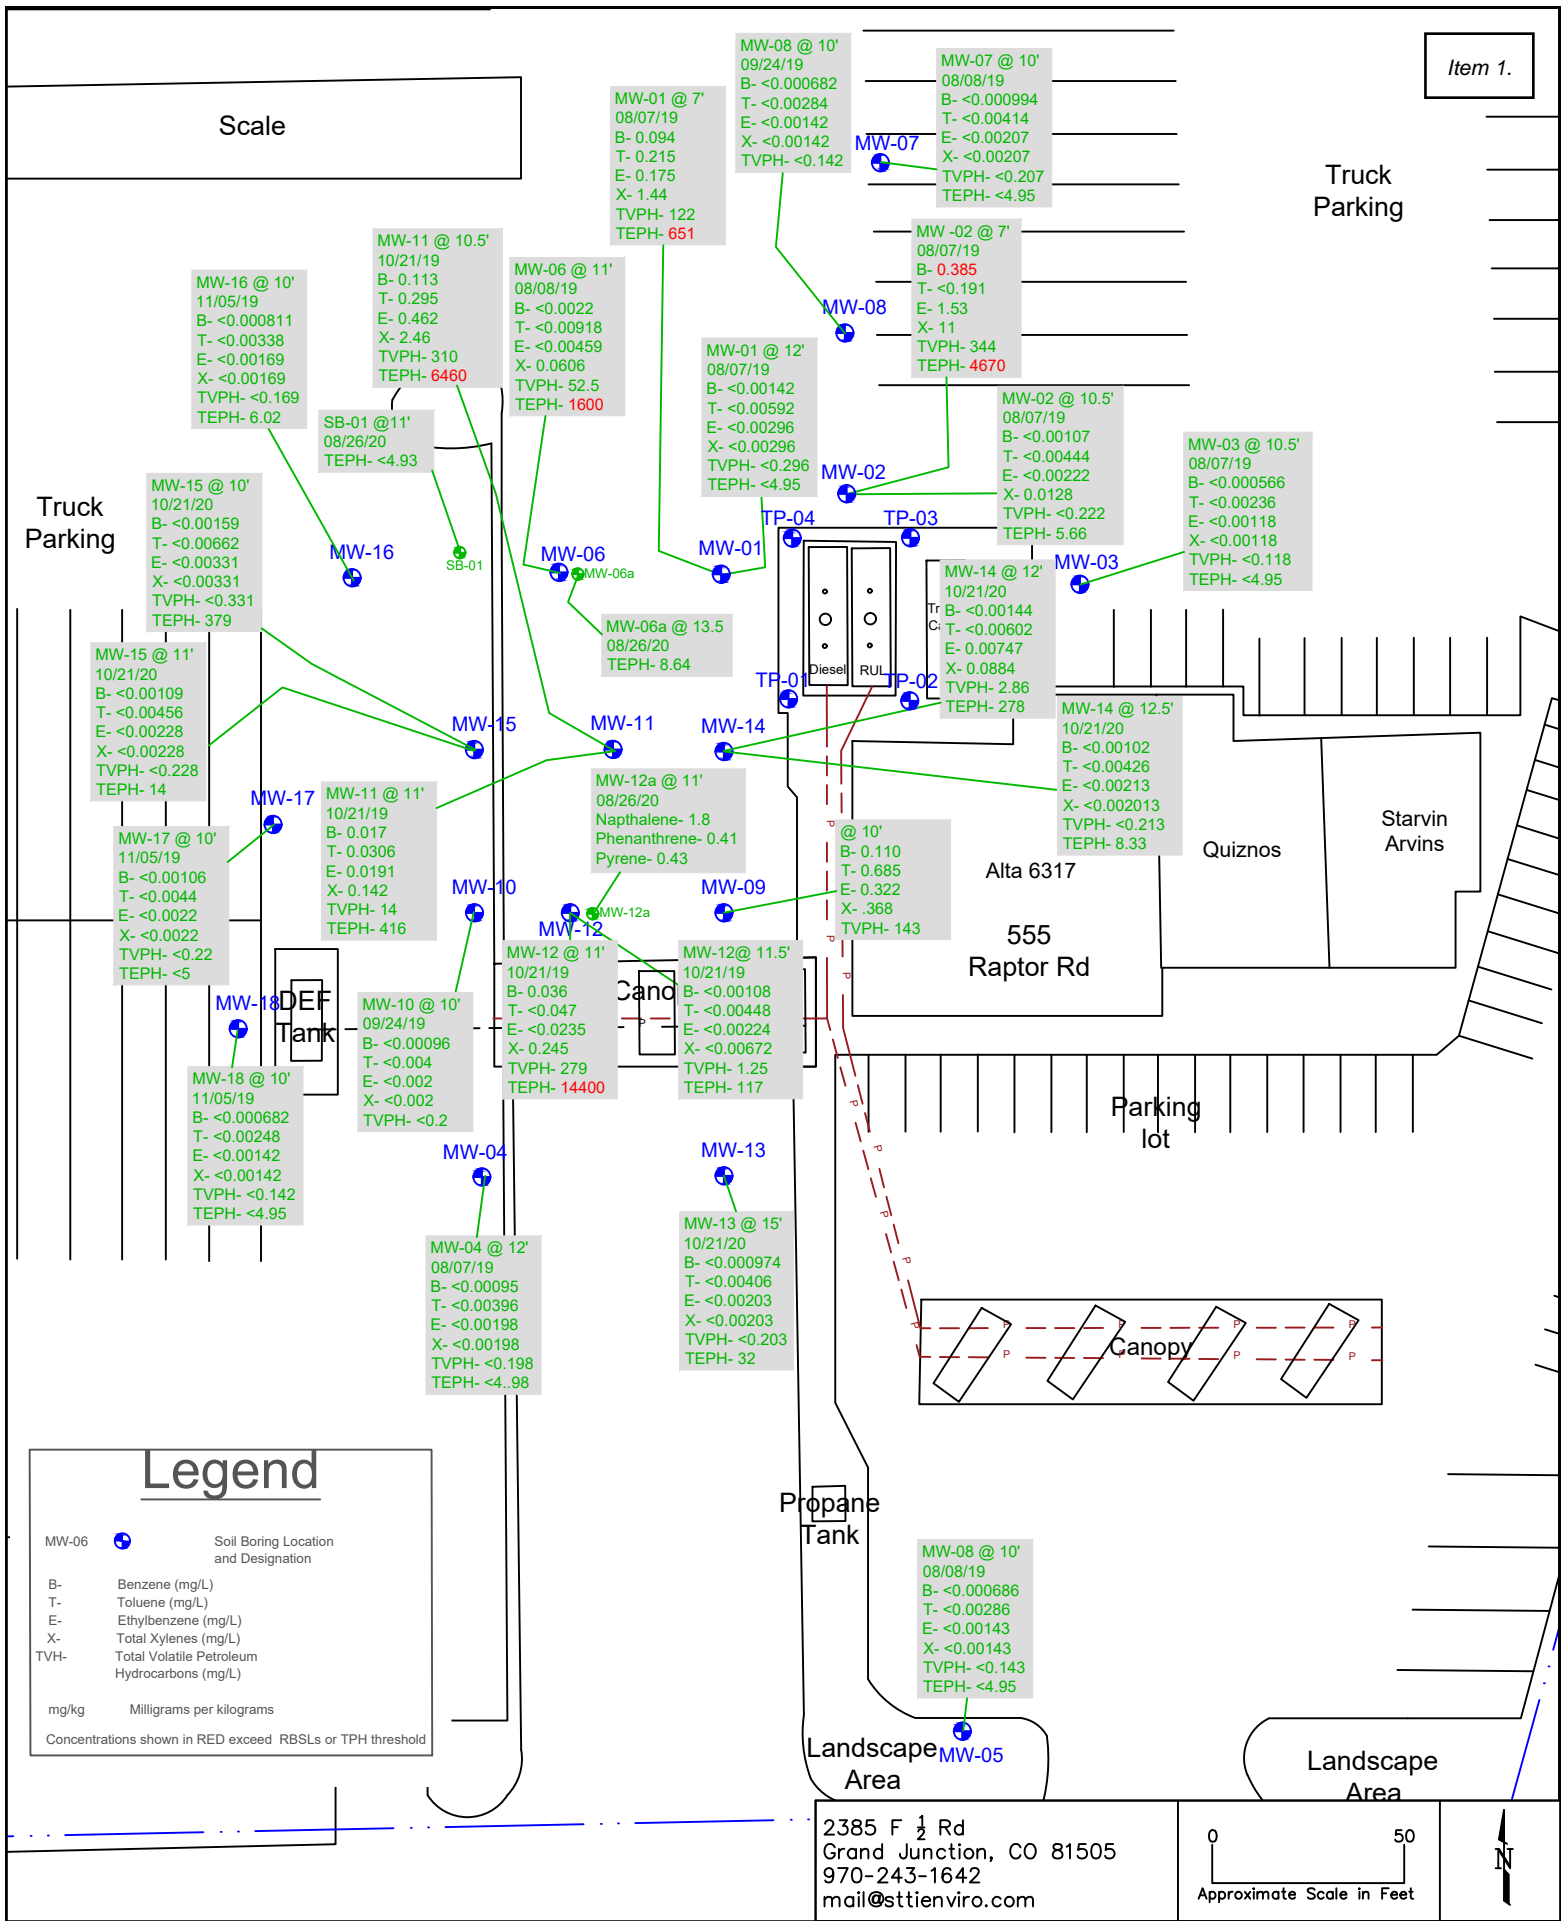 Item 1.
Scale
Truck
Parking
MW-08 @ 10'
09/24/19
B- <0.000682
T- <0.00284
E- <0.00142
X- <0.00142
TVPH- <0.142
MW-07 @ 10'
08/08/19
B- <0.000994
T- <0.00414
E- <0.00207
X- <0.00207
TVPH- <0.207
TEPH- <4.95
MW-07
MW-01 @ 7'
08/07/19
B- 0.094
T- 0.215
E- 0.175
X- 1.44
TVPH- 122
TEPH- 651
MW -02 @ 7'
08/07/19
B- 0.385
T- <0.191
E- 1.53
X- 11
TVPH- 344
TEPH- 4670
MW-11 @ 10.5'
10/21/19
B- 0.113
T- 0.295
E- 0.462
X- 2.46
TVPH- 310
TEPH- 6460
MW-06 @ 11'
08/08/19
B- <0.0022
T- <0.00918
E- <0.00459
X- 0.0606
TVPH- 52.5
TEPH- 1600
MW-16 @ 10'
11/05/19
B- <0.000811
T- <0.00338
E- <0.00169
X- <0.00169
TVPH- <0.169
TEPH- 6.02
MW-08
MW-01 @ 12'
08/07/19
B- <0.00142
T- <0.00592
E- <0.00296
X- <0.00296
TVPH- <0.296
TEPH- <4.95
SB-01 @11'
08/26/20
TEPH- <4.93
MW-02 @ 10.5'
08/07/19
B- <0.00107
T- <0.00444
E- <0.00222
X- 0.0128
TVPH- <0.222
TEPH- 5.66
MW-03 @ 10.5'
08/07/19
B- <0.000566
T- <0.00236
E- <0.00118
X- <0.00118
TVPH- <0.118
TEPH- <4.95
MW-02
Truck
Parking
MW-15 @ 10'
10/21/20
B- <0.00159
T- <0.00662
E- <0.00331
X- <0.00331
TVPH- <0.331
TEPH- 379
TP-04
TP-03
MW-16
SB-01
MW-06
MW-06a
MW-01
MW-03
MW-14 @ 12'
10/21/20
B- <0.00144
T- <0.00602
E- 0.00747
X- 0.0884
TVPH- 2.86
TEPH- 278
MW-06a @ 13.5
08/26/20
TEPH- 8.64
Diesel
RUL
MW-15 @ 11'
10/21/20
B- <0.00109
T- <0.00456
E- <0.00228
X- <0.00228
TVPH- <0.228
TEPH- 14
TP-01
TP-02
MW-14 @ 12.5'
10/21/20
B- <0.00102
T- <0.00426
E- <0.00213
X- <0.002013
TVPH- <0.213
TEPH- 8.33
MW-15
MW-11
MW-14
MW-12a @ 11'
08/26/20
Napthalene- 1.8
Phenanthrene- 0.41
Pyrene- 0.43
MW-11 @ 11'
10/21/19
B- 0.017
T- 0.0306
E- 0.0191
X- 0.142
TVPH- 14
TEPH- 416
MW-17
MW-17 @ 10'
11/05/19
B- <0.00106
T- <0.0044
E- <0.0022
X- <0.0022
TVPH- <0.22
TEPH- <5
@ 10'
B- 0.110
T- 0.685
E- 0.322
X- .368
TVPH- 143
P
P
P
Alta 6317
Quiznos
Starvin
Arvins
555
Raptor Rd
MW-10
MW-12
MW-12a
MW-09
MW-12 @ 11'
10/21/19
B- 0.036
T- <0.047
E- <0.0235
X- 0.245
TVPH- 279
TEPH- 14400
MW-12@ 11.5'
10/21/19
B- <0.00108
T- <0.00448
E- <0.00224
X- <0.00672
TVPH- 1.25
TEPH- 117
P
MW-18
DEF
Tank
MW-10 @ 10'
09/24/19
B- <0.00096
T- <0.004
E- <0.002
X- <0.002
TVPH- <0.2
MW-18 @ 10'
11/05/19
B- <0.000682
T- <0.00248
E- <0.00142
X- <0.00142
TVPH- <0.142
TEPH- <4.95
Parking
lot
P
P
P
P
P
P
MW-04
MW-13
MW-04 @ 12'
08/07/19
B- <0.00095
T- <0.00396
E- <0.00198
X- <0.00198
TVPH- <0.198
TEPH- <4..98
MW-13 @ 15'
10/21/20
B- <0.000974
T- <0.00406
E- <0.00203
X- <0.00203
TVPH- <0.203
TEPH- 32
P P P P
Canopy
P P P
Propane
Tank
MW-08 @ 10'
08/08/19
B- <0.000686
T- <0.00286
E- <0.00143
X- <0.00143
TVPH- <0.143
TEPH- <4.95
MW-05
Landscape
Area
Landscape
Area
Legend
MW-06 Soil Boring Location
and Designation
B- Benzene (mg/L)
T- Toluene (mg/L)
E- Ethylbenzene (mg/L)
X- Total Xylenes (mg/L)
TVH- Total Volatile Petroleum
Hydrocarbons (mg/L)
mg/kg Milligrams per kilograms
Concentrations shown in RED exceed RBSLs or TPH threshold
2385 F 1/2 Rd
Grand Junction, CO 81505
970-243-1642
mail@sttienviro.com
0 50
Approximate Scale in Feet
N